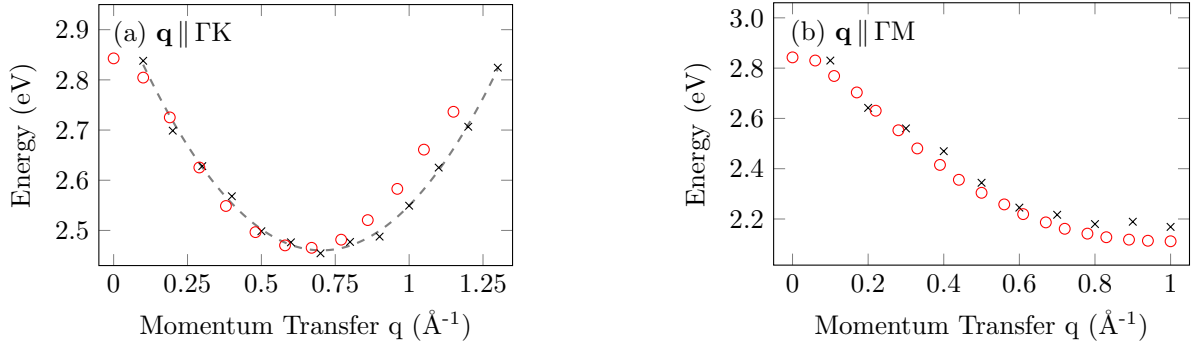 (a) q ∥ ΓK
2.9
2.8
2.7
2.6
2.5
Energy (eV)
0 0.25 0.5 0.75 1 1.25
Momentum Transfer q (Å-1)
(b) q ∥ ΓM
3.0
2.8
2.6
2.4
2.2
Energy (eV)
0 0.2 0.4 0.6 0.8 1
Momentum Transfer q (Å-1)